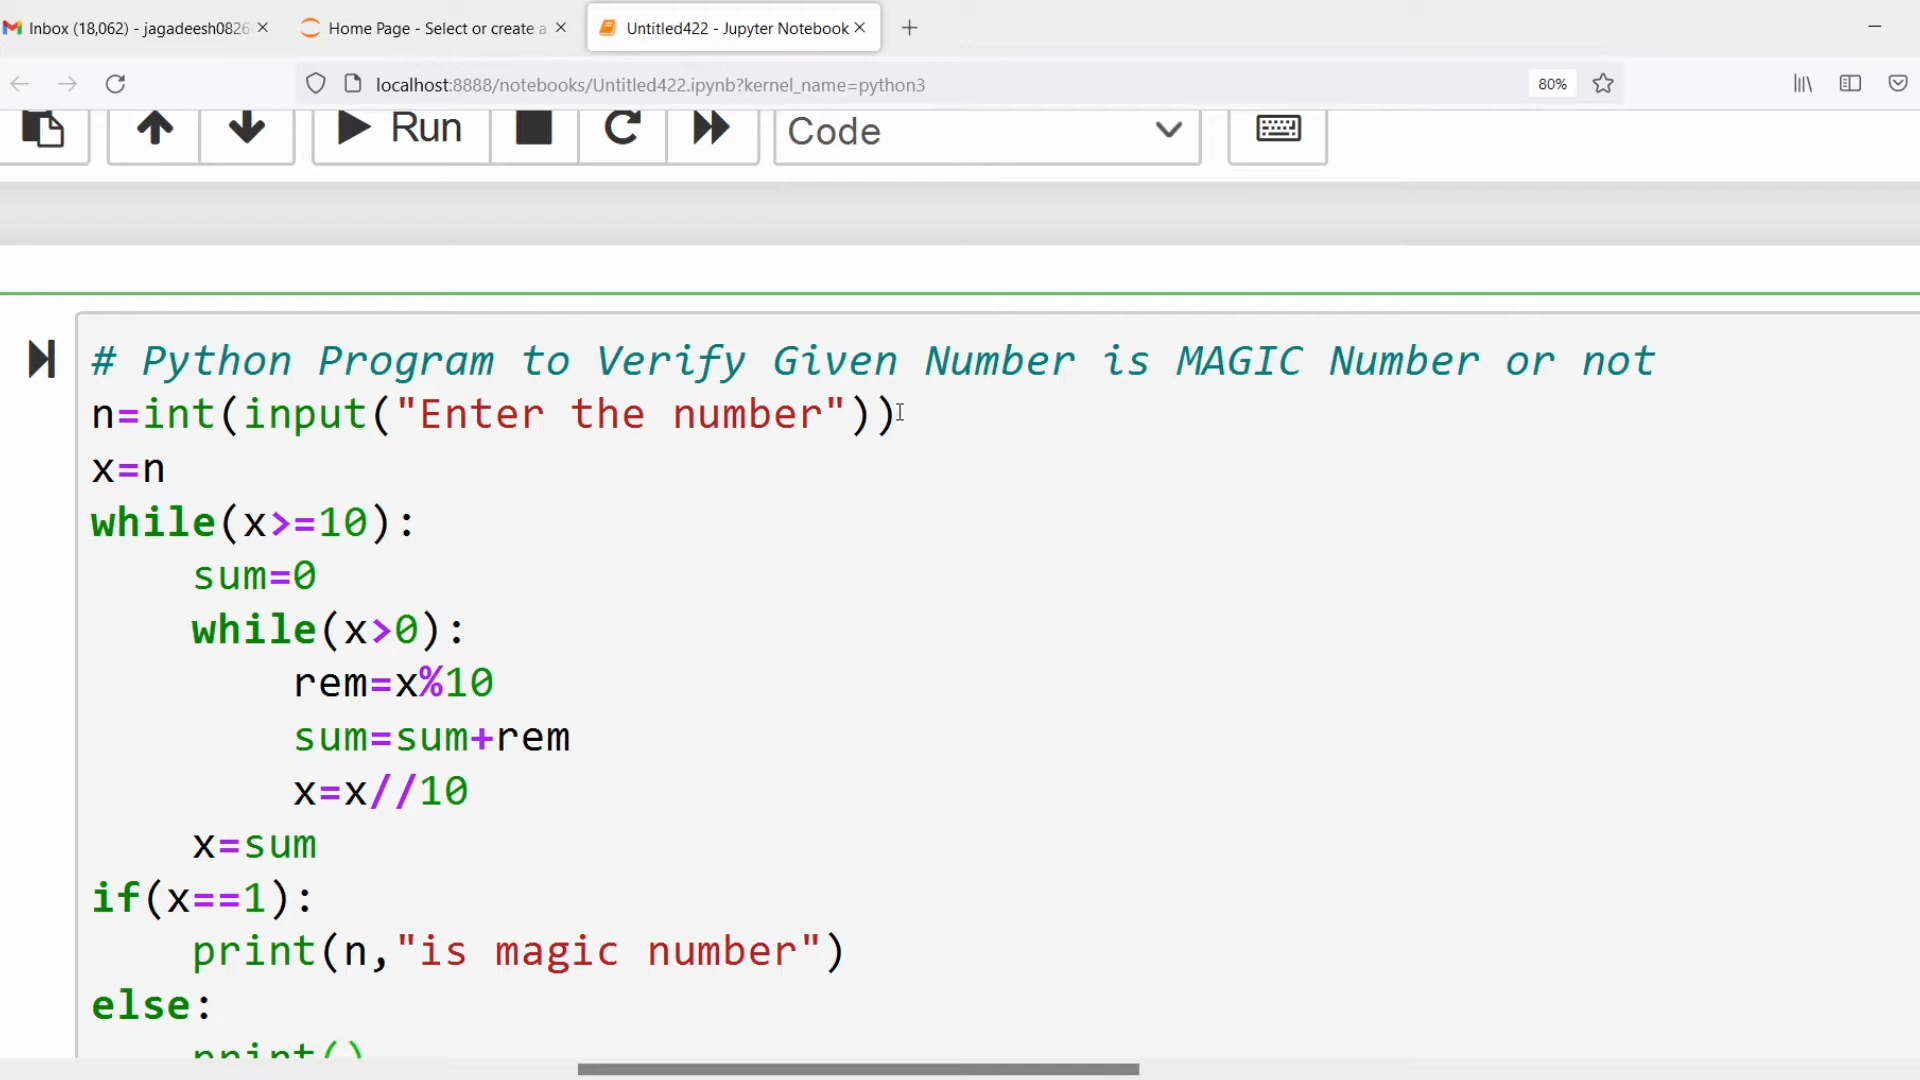 Inbox (18,062) - jagadeesh0826
Home Page - Select or create a
Untitled422 - Jupyter Notebook
localhost:8888/notebooks/Untitled422.ipynb?kernel_name=python3
80%
Run
Code
# Python Program to Verify Given Number is MAGIC Number or not
n=int(input("Enter the number"))
x=n
while(x>=10):
    sum=0
    while(x>0):
        rem=x%10
        sum=sum+rem
        x=x//10
    x=sum
if(x==1):
    print(n,"is magic number")
else:
    print()